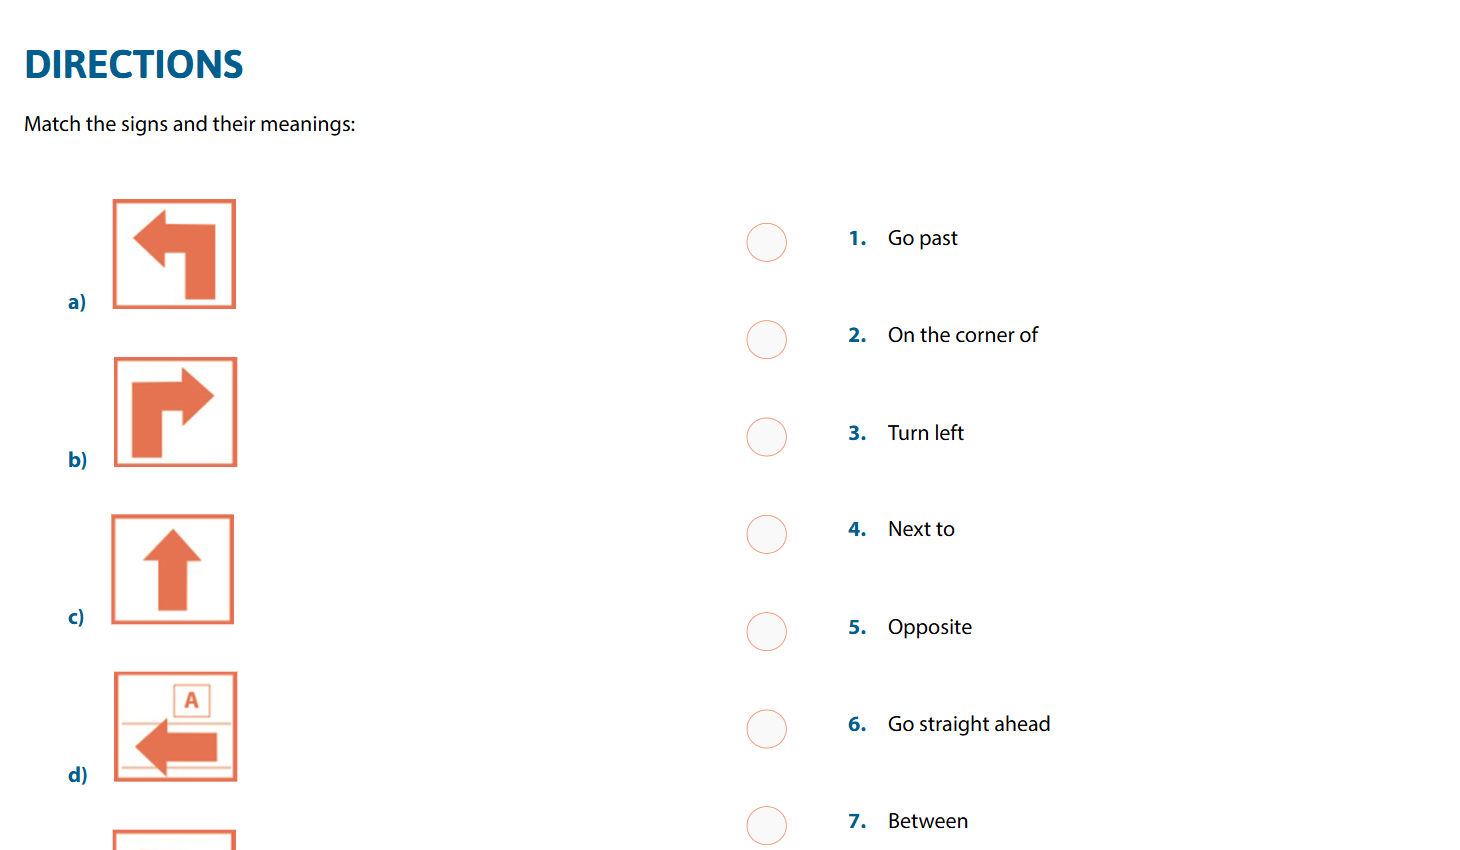 DIRECTIONS
Match the signs and their meanings:
a)
b)
c)
A
d)
1. Go past
2. On the corner of
3. Turn left
4. Next to
5. Opposite
6. Go straight ahead
7. Between